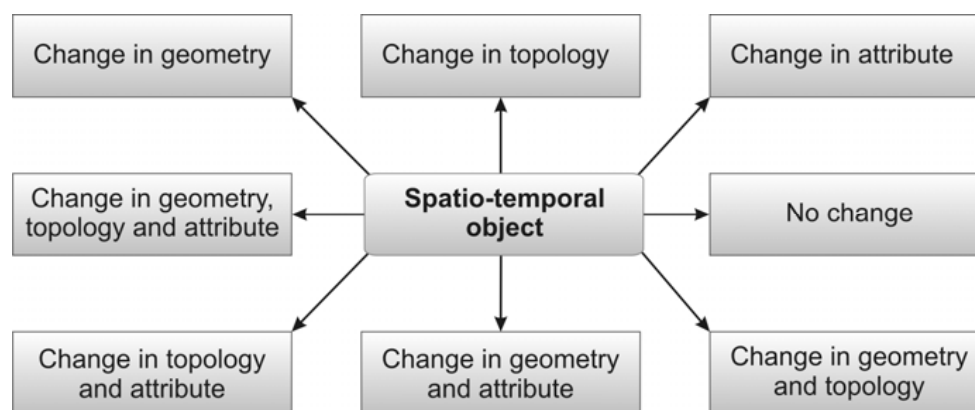 Change in geometry
Change in topology
Change in attribute
Change in geometry,
topology and attribute
Spatio-temporal
object
No change
Change in topology
and attribute
Change in geometry
and attribute
Change in geometry
and topology